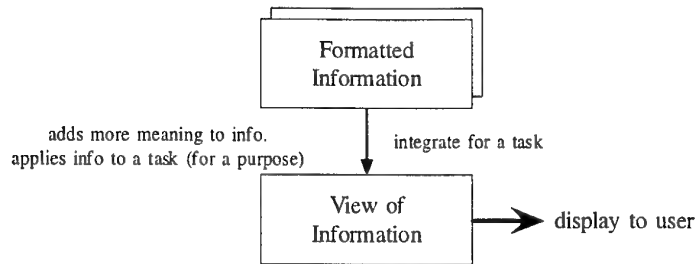 Formatted
Information
adds more meaning to info.
applies info to a task (for a purpose)
integrate for a task
View of
Information
display to user